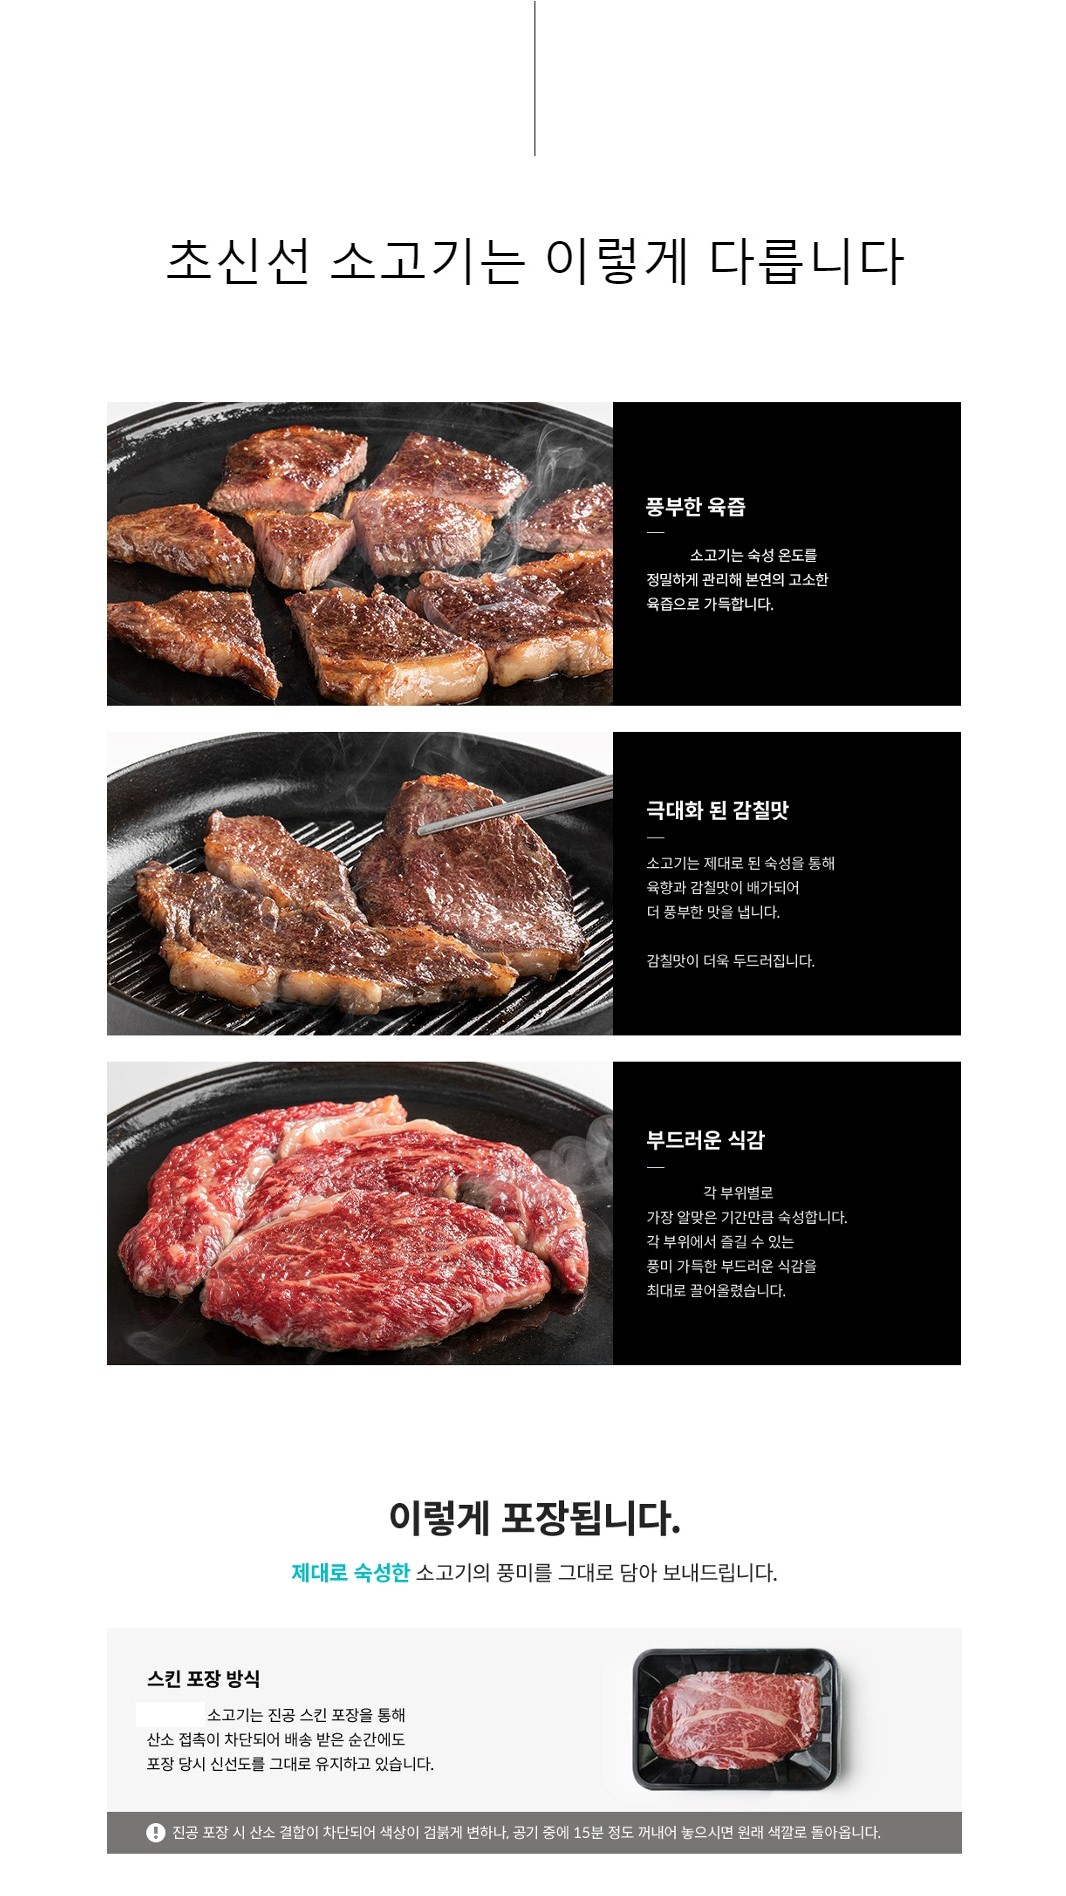 초신선 소고기는 이렇게 다릅니다
풍부한 육즙
소고기는 숙성 온도를
정밀하게 관리해 본연의 고소한
육즙으로 가득합니다.
극대화 된 감칠맛
소고기는 제대로 된 숙성을 통해
육향과 감칠맛이 배가되어
더 풍부한 맛을 냅니다.
감칠맛이 더욱 두드러집니다.
부드러운 식감
각 부위별로
가장 알맞은 기간만큼 숙성합니다.
각 부위에서 즐길 수 있는
풍미 가득한 부드러운 식감을
최대로 끌어올렸습니다.
이렇게 포장됩니다.
제대로 숙성한 소고기의 풍미를 그대로 담아 보내드립니다.
스킨 포장 방식
소고기는 진공 스킨 포장을 통해
산소 접촉이 차단되어 배송 받은 순간에도
포장 당시 신선도를 그대로 유지하고 있습니다.
진공 포장 시 산소 결합이 차단되어 색상이 검붉게 변하나, 공기 중에 15분 정도 꺼내어 놓으시면 원래 색깔로 돌아옵니다.